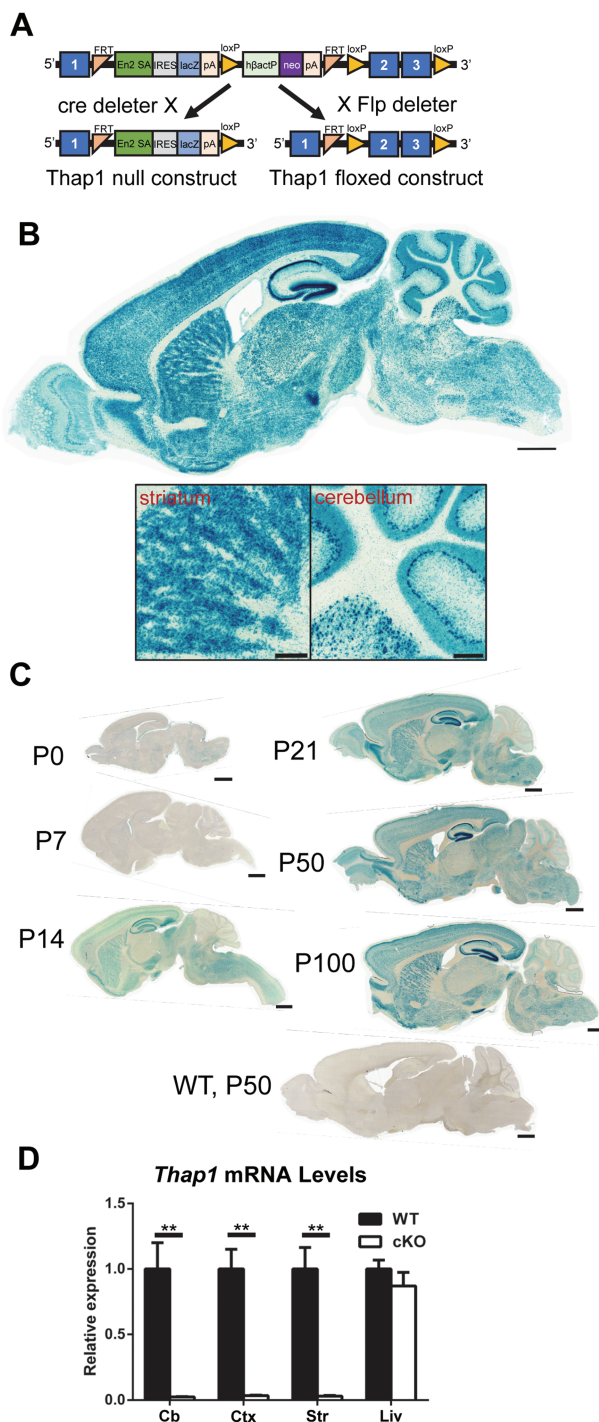 A
FRT loxP FRT loxP loxP
5' 1 En2 SA IRES lacZ pA hβactP neo pA 2 3 3'
cre deleter X X Flp deleter
FRT loxP FRT loxP loxP
5' 1 En2 SA IRES lacZ pA 3' 5' 1 2 3 3'
Thap1 null construct Thap1 floxed construct
B
striatum cerebellum
C
P0 P21
P7 P50
P14 P100
WT, P50
D
Thap1 mRNA Levels
Relative expression
1.5
1.0
0.5
0.0
** ** **
WT
cKO
Cb Ctx Str Liv